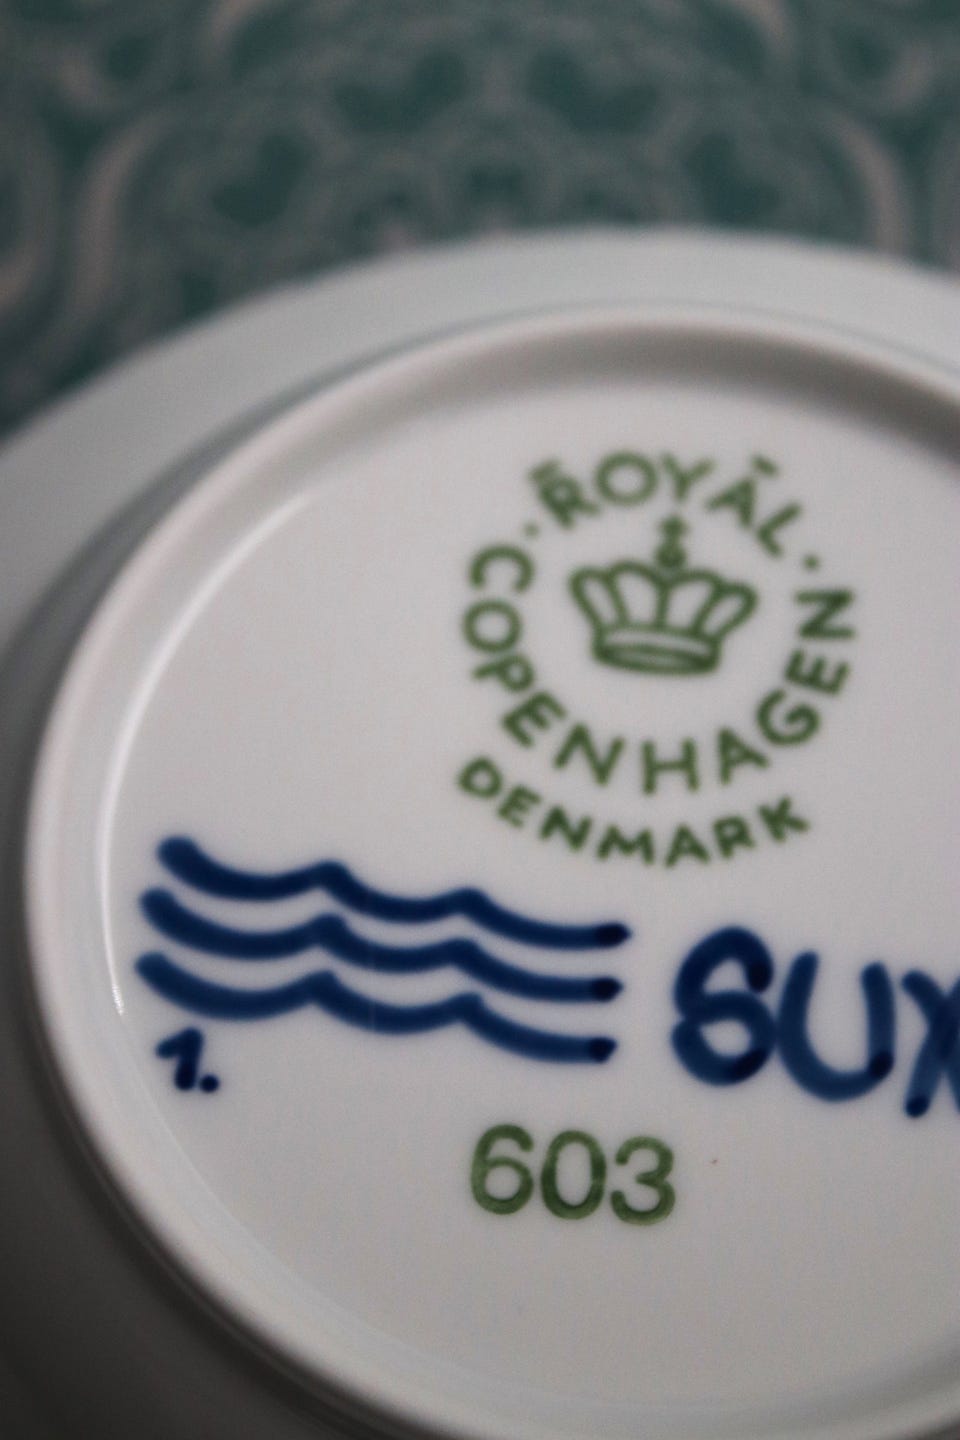 · ROYAL ·
COPENHAGEN
DENMARK
1.
603